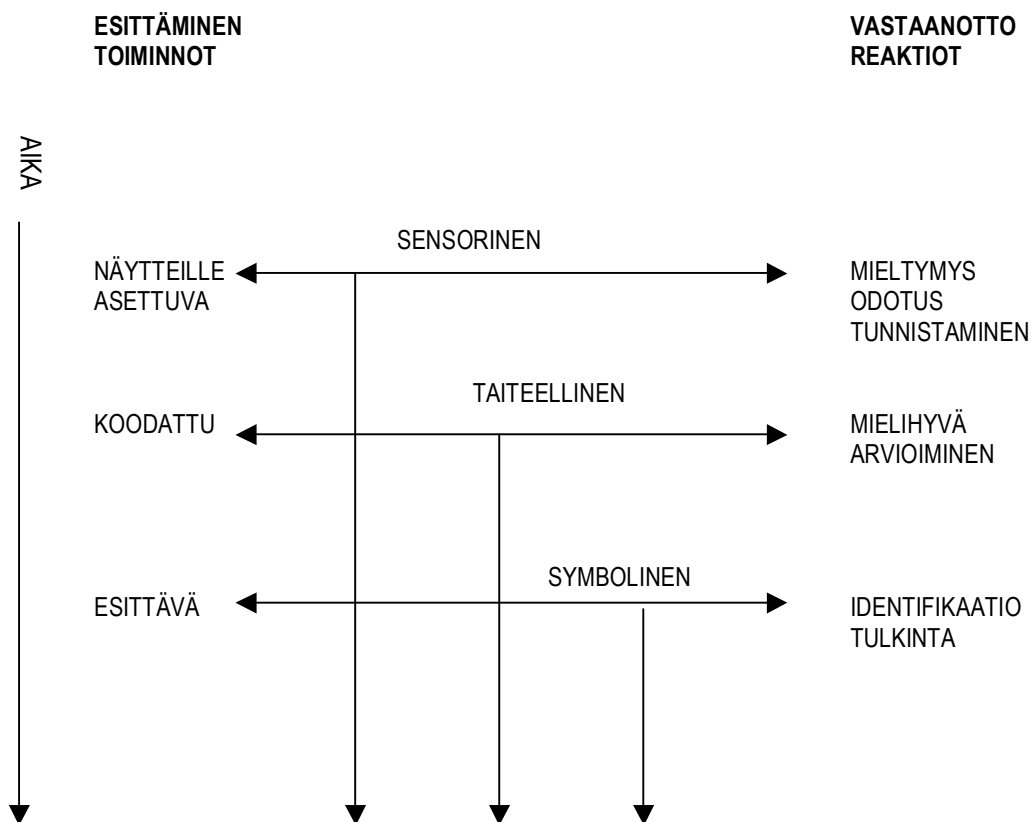 ESITTÄMINEN
TOIMINNOT
VASTAANOTTO
REAKTIOT
AIKA
SENSORINEN
NÄYTTEILLE
ASETTUVA
MIELTYMYS
ODOTUS
TUNNISTAMINEN
TAITEELLINEN
KOODATTU
MIELIHYVÄ
ARVIOIMINEN
SYMBOLINEN
ESITTÄVÄ
IDENTIFIKAATIO
TULKINTA